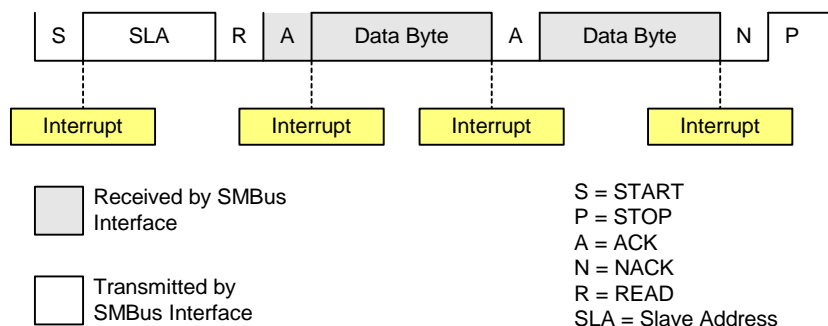 S SLA R A Data Byte A Data Byte N P
Interrupt Interrupt Interrupt Interrupt
Received by SMBus
Interface
Transmitted by
SMBus Interface
S = START
P = STOP
A = ACK
N = NACK
R = READ
SLA = Slave Address